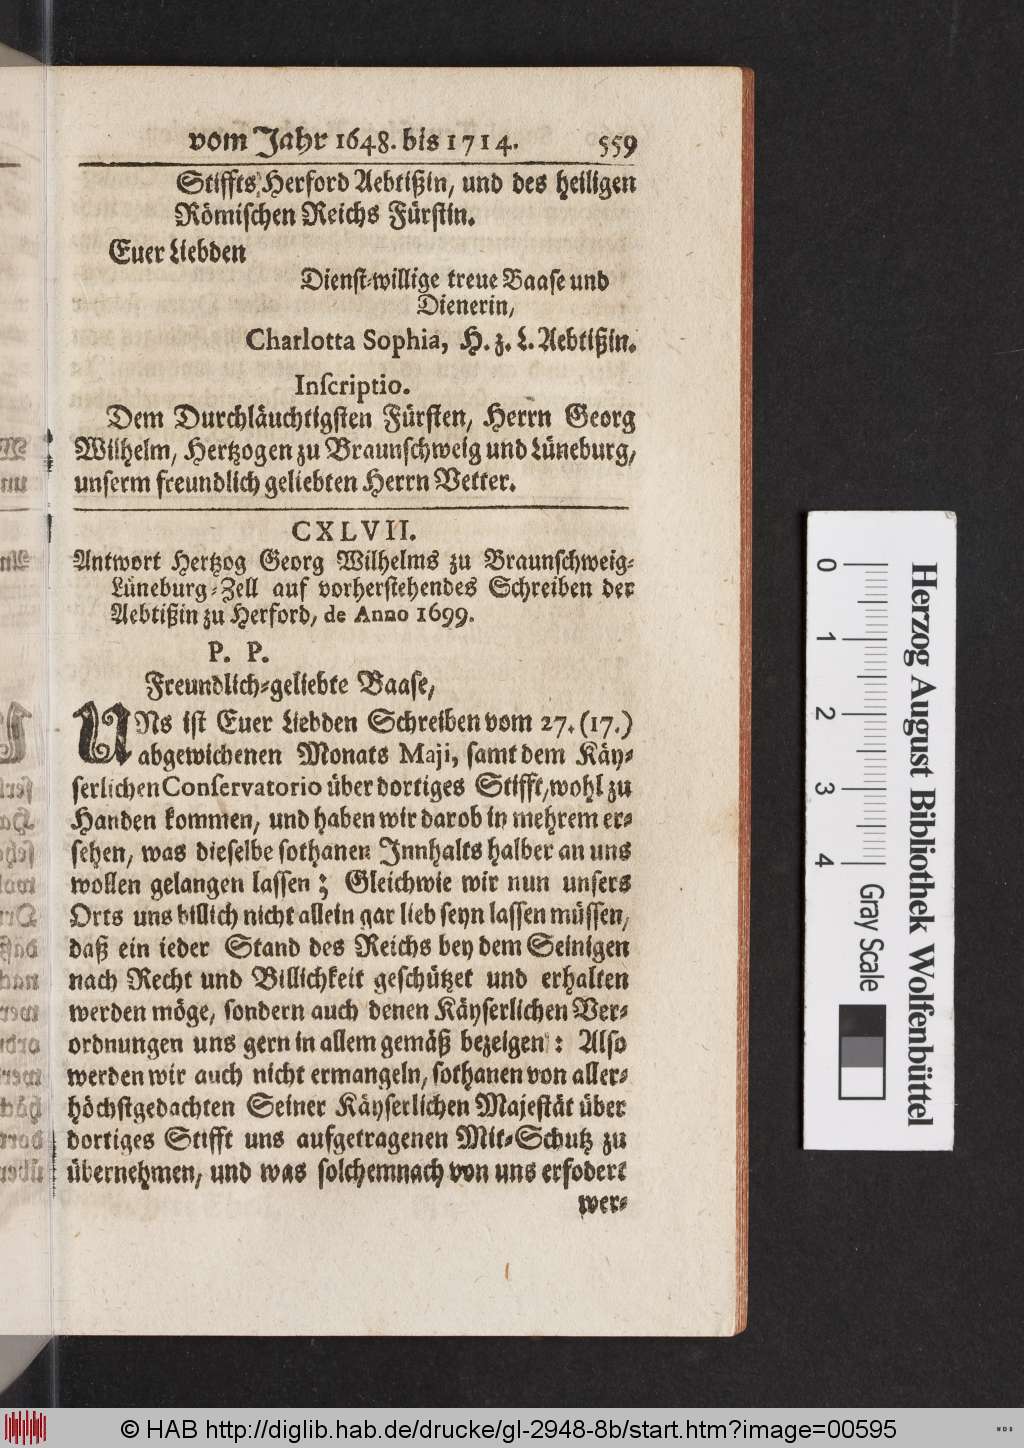 vom Jahr 1648. bis 1714. 559
Stiffts Herford Aebtißin, und des heiligen
Römischen Reichs Fürstin.
Euer Liebden
Dienst-willige treue Baase und
Dienerin,
Charlotta Sophia, H. z. L. Aebtißin.
Inscriptio.
Dem Durchläuchtigsten Fürsten, Herrn Georg
Wilhelm, Hertzogen zu Braunschweig und Lüneburg,
unserm freundlich geliebten Herrn Vetter.
CXLVII.
Antwort Hertzog Georg Wilhelms zu Braunschweig-
Lüneburg-Zell auf vorherstehendes Schreiben der
Aebtißin zu Herford, de Anno 1699.
P. P.
Freundlich-geliebte Baase,
UNs ist Euer Liebden Schreiben vom 27. (17.)
abgewichenen Monats Maji, samt dem Käy-
serlichen Conservatorio über dortiges Stifft, wohl zu
Handen kommen, und haben wir darob in mehrem er-
sehen, was dieselbe sothanen Innhalts halber an uns
wollen gelangen lassen; Gleichwie wir nun unsers
Orts uns billich nicht allein gar lieb seyn lassen müssen,
daß ein ieder Stand des Reichs bey dem Seinigen
nach Recht und Billichkeit geschützet und erhalten
werden möge, sondern auch denen Käyserlichen Ver-
ordnungen uns gern in allem gemäß bezeigen: Also
werden wir auch nicht ermangeln, sothanen von aller-
höchstgedachten Seiner Käyserlichen Majestät über
dortiges Stifft uns aufgetragenen Mit-Schutz zu
übernehmen, und was solchemnach von uns erfodert
wer-
Herzog August Bibliothek Wolfenbüttel
0 1 2 3 4 Gray Scale
© HAB http://diglib.hab.de/drucke/gl-2948-8b/start.htm?image=00595